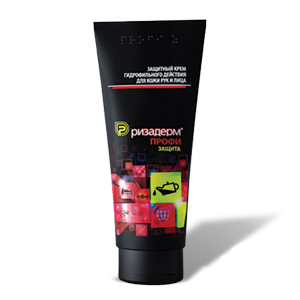 ЗАЩИТНЫЙ КРЕМ
ГИДРОФИЛЬНОГО ДЕЙСТВИЯ
ДЛЯ КОЖИ РУК И ЛИЦА
Ризадерм®
ПРОФИ
ЗАЩИТА